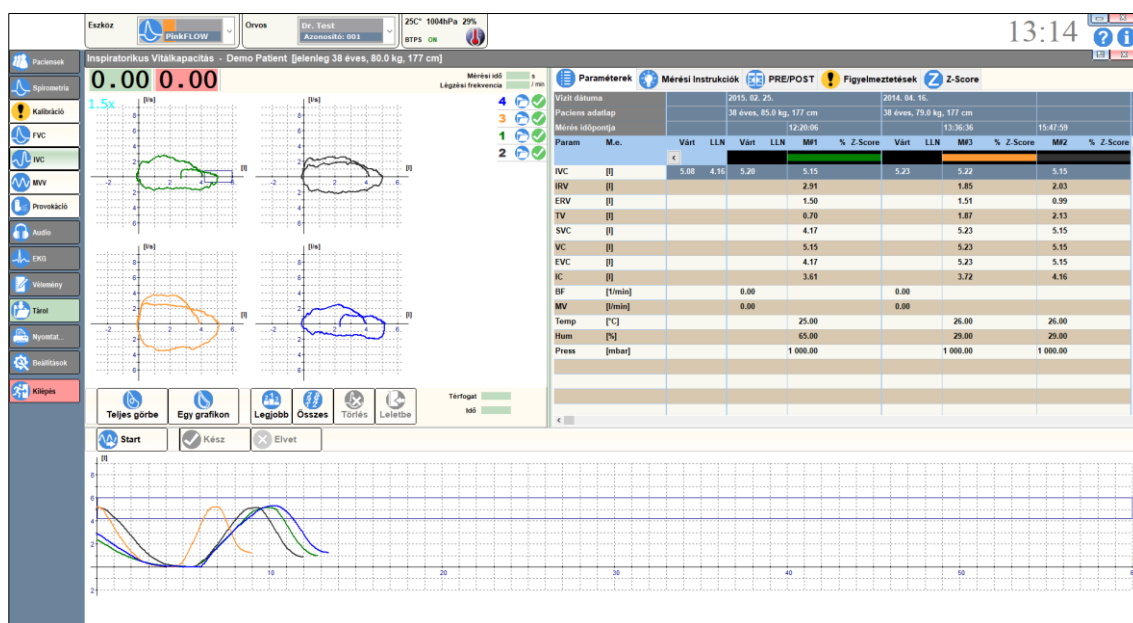 Eszköz PinkFLOW Orvos Dr. Test Azonosító: 001 25C° 1004hPa 29% BTPS ON 13:14
Inspiratorikus Vitálkapacitás - Demo Patient [jelenleg 38 éves, 80.0 kg, 177 cm]
Paciensek
Spirometria
Kalibráció
FVC
IVC
MVV
Provokáció
Audio
EKG
Vélemény
Tárol
Nyomtat...
Beállítások
Kilépés
0.00 0.00
Mérési idő s
Légzési frekvencia / min
1.5x
[l/s] [l/s]
4
3
1
2
[l] [l]
[l/s] [l/s]
[l] [l]
Teljes görbe Egy grafikon Legjobb Összes Törlés Leletbe
Térfogat
Idő
Paraméterek Mérési Instrukciók PRE/POST Figyelmeztetések Z-Score
Vizit dátuma 2015. 02. 25. 2014. 04. 16.
Paciens adatlap 38 éves, 85.0 kg, 177 cm 38 éves, 79.0 kg, 177 cm
Mérés időpontja 12:20:06 13:36:36 15:47:59
Param M.e. Várt LLN Várt LLN M#1 % Z-Score Várt LLN M#3 % Z-Score M#2 % Z-Score
IVC [l] 5.08 4.16 5.20 5.15 5.23 5.22 5.15
IRV [l] 2.91 1.85 2.03
ERV [l] 1.50 1.51 0.99
TV [l] 0.70 1.87 2.13
SVC [l] 4.17 5.23 5.15
VC [l] 5.15 5.23 5.15
EVC [l] 4.17 5.23 5.15
IC [l] 3.61 3.72 4.16
BF [1/min] 0.00 0.00
MV [l/min] 0.00 0.00
Temp [°C] 25.00 26.00 26.00
Hum [%] 65.00 29.00 29.00
Press [mbar] 1 000.00 1 000.00 1 000.00
Start Kész Elvet
[l]
8
6
4
2
10 20 30 40 50 6
2